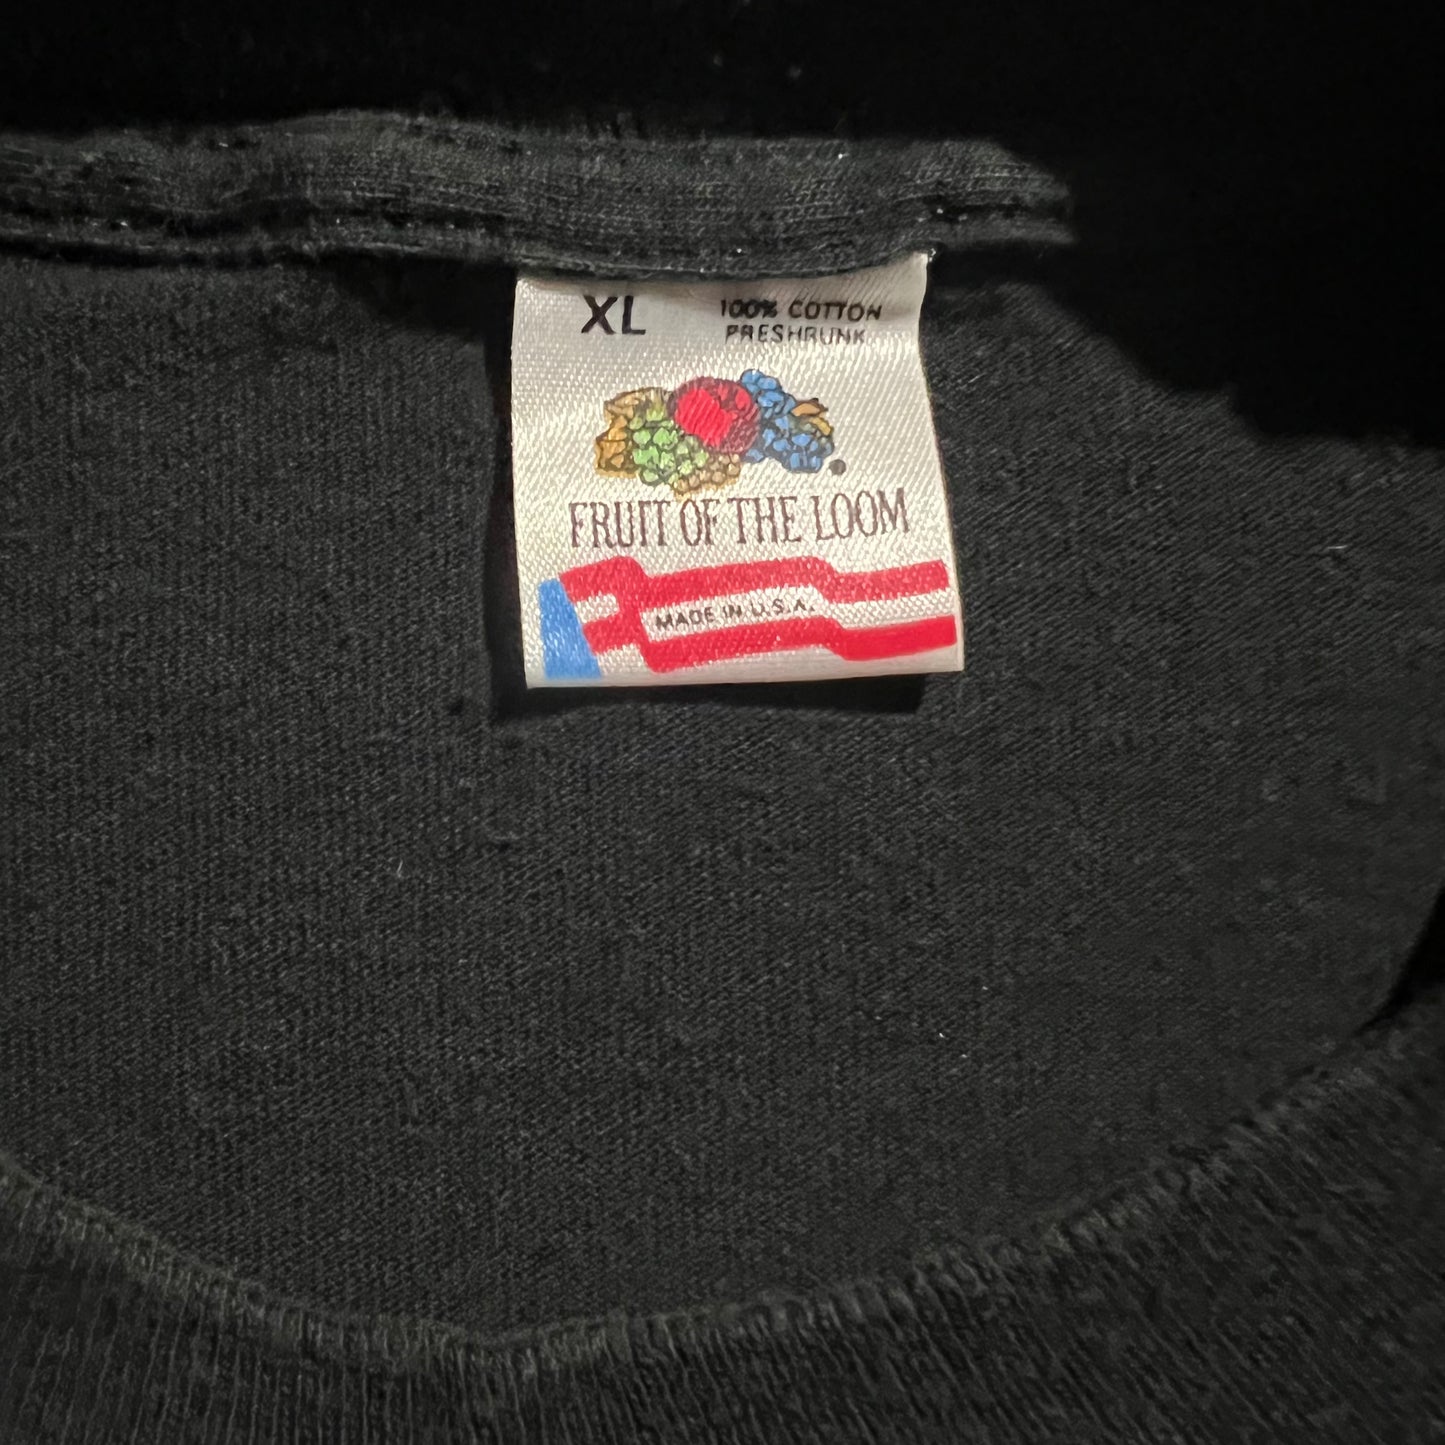 XL
100% COTTON
PRESHRUNK
FRUIT OF THE LOOM
MADE IN U.S.A.